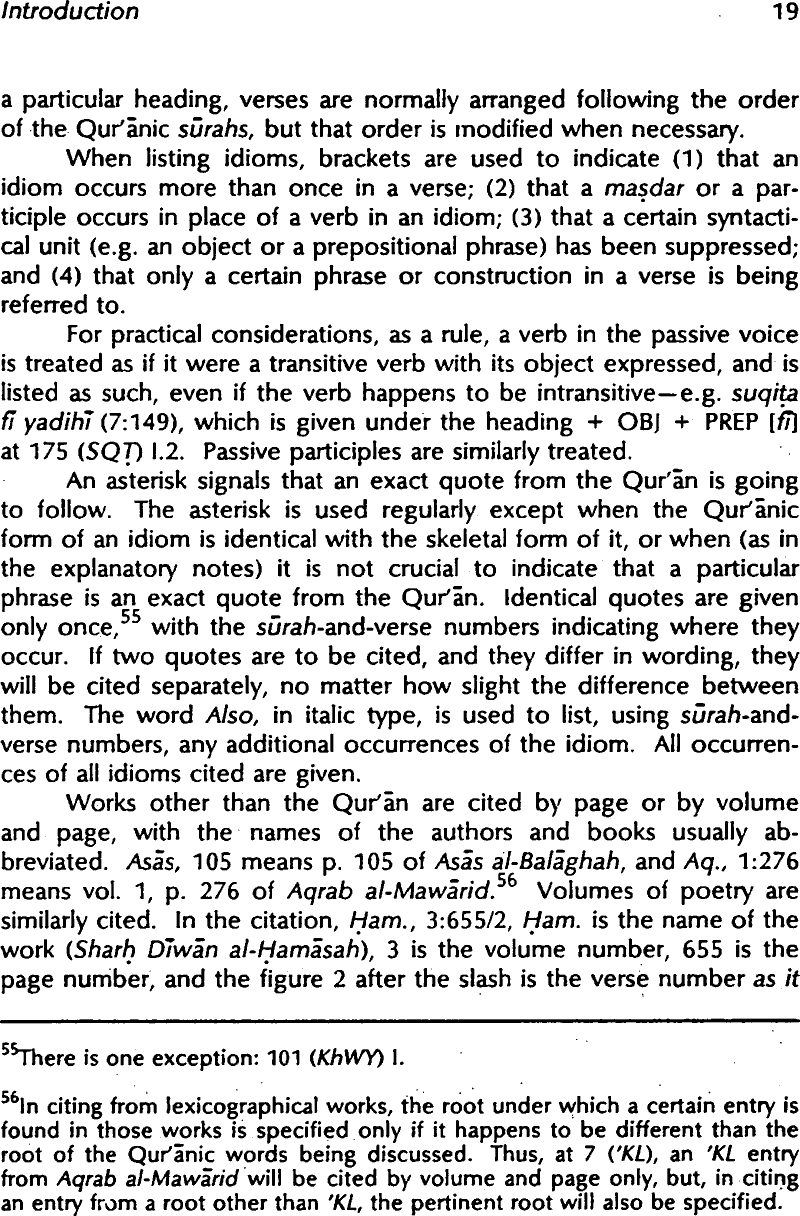 Introduction 19
a particular heading, verses are normally arranged following the order
of the Qur'ānic sūrahs, but that order is modified when necessary.
When listing idioms, brackets are used to indicate (1) that an
idiom occurs more than once in a verse; (2) that a maṣdar or a par-
ticiple occurs in place of a verb in an idiom; (3) that a certain syntacti-
cal unit (e.g. an object or a prepositional phrase) has been suppressed;
and (4) that only a certain phrase or construction in a verse is being
referred to.
For practical considerations, as a rule, a verb in the passive voice
is treated as if it were a transitive verb with its object expressed, and is
listed as such, even if the verb happens to be intransitive—e.g. suqiṭa
fī yadihī (7:149), which is given under the heading + OBJ + PREP [fī]
at 175 (SQṬ) I.2. Passive participles are similarly treated.
An asterisk signals that an exact quote from the Qur'ān is going
to follow. The asterisk is used regularly except when the Qur'ānic
form of an idiom is identical with the skeletal form of it, or when (as in
the explanatory notes) it is not crucial to indicate that a particular
phrase is an exact quote from the Qur'ān. Identical quotes are given
only once,55 with the sūrah-and-verse numbers indicating where they
occur. If two quotes are to be cited, and they differ in wording, they
will be cited separately, no matter how slight the difference between
them. The word Also, in italic type, is used to list, using sūrah-and-
verse numbers, any additional occurrences of the idiom. All occurren-
ces of all idioms cited are given.
Works other than the Qur'ān are cited by page or by volume
and page, with the names of the authors and books usually ab-
breviated. Asās, 105 means p. 105 of Asās al-Balāghah, and Aq., 1:276
means vol. 1, p. 276 of Aqrab al-Mawārid.56 Volumes of poetry are
similarly cited. In the citation, Ḥam., 3:655/2, Ḥam. is the name of the
work (Sharḥ Dīwān al-Ḥamāsah), 3 is the volume number, 655 is the
page number, and the figure 2 after the slash is the verse number as it
55There is one exception: 101 (KhWY) I.
56In citing from lexicographical works, the root under which a certain entry is
found in those works is specified only if it happens to be different than the
root of the Qur'ānic words being discussed. Thus, at 7 ('KL), an 'KL entry
from Aqrab al-Mawārid will be cited by volume and page only, but, in citing
an entry from a root other than 'KL, the pertinent root will also be specified.